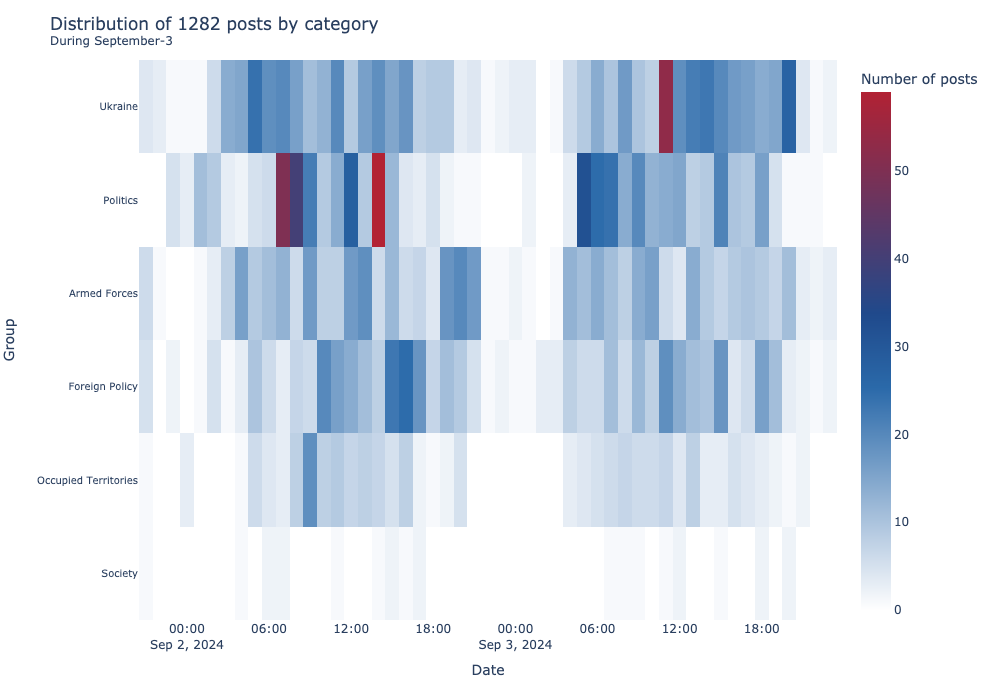 Distribution of 1282 posts by category
During September-3
Number of posts
Ukraine
Politics
Armed Forces
Foreign Policy
Occupied Territories
Society
Group
50
40
30
20
10
0
00:00 06:00 12:00 18:00 00:00 06:00 12:00 18:00
Sep 2, 2024 Sep 3, 2024
Date